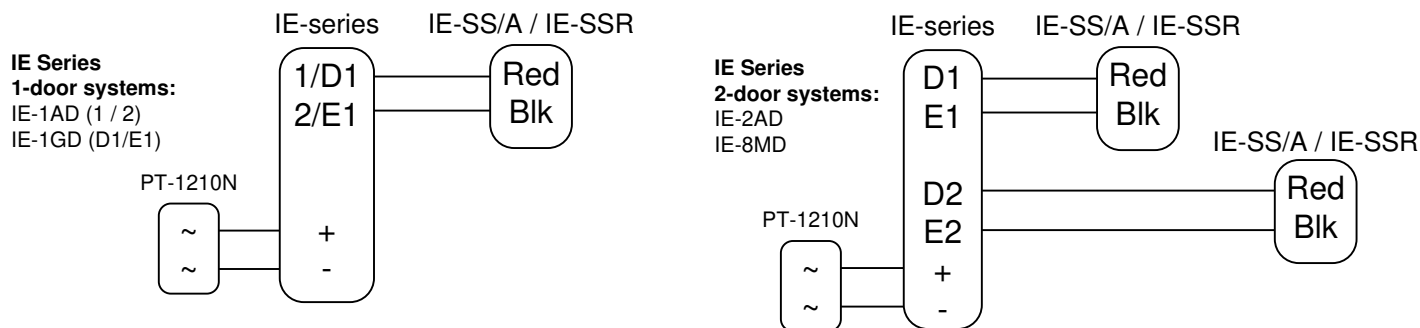 IE-series
IE-SS/A / IE-SSR
IE Series
1-door systems:
IE-1AD (1 / 2)
IE-1GD (D1/E1)
1/D1
Red
2/E1
Blk
PT-1210N
~
+
~
-
IE-series
IE-SS/A / IE-SSR
IE Series
2-door systems:
IE-2AD
IE-8MD
D1
Red
E1
Blk
IE-SS/A / IE-SSR
D2
Red
E2
Blk
PT-1210N
~
+
~
-